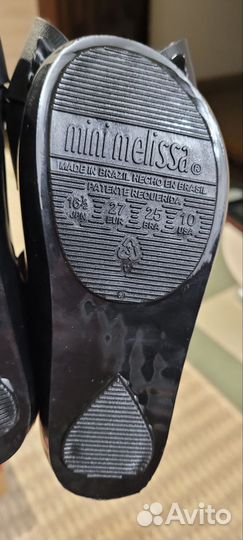 mini melissa®
MADE IN BRAZIL HECHO EN BRASIL
PATENTE REQUERIDA
16½ 27 25 10
JPN EUR BRA USA
Avito